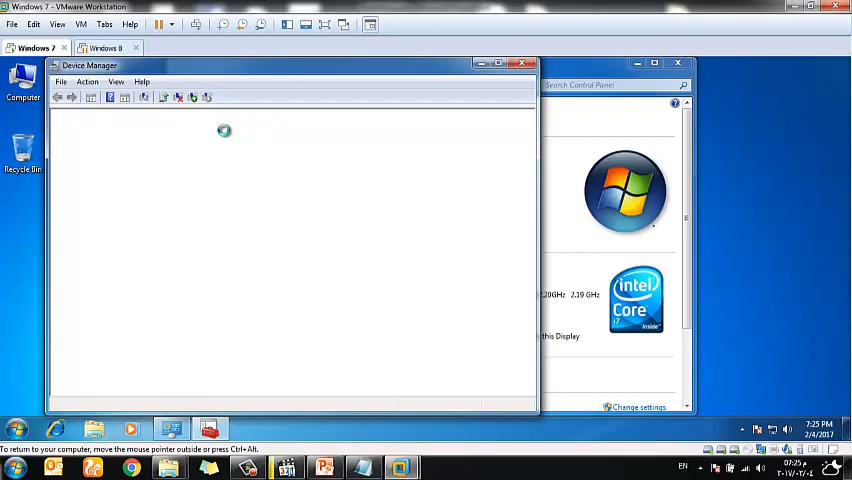 Windows 7 - VMware Workstation
File Edit View VM Tabs Help
Windows 7
Windows 8
Device Manager
File Action View Help
Search Control Panel
Computer
Recycle Bin
intel
Core
i7
inside
2.20GHz 2.19 GHz
this Display
Change settings
7:25 PM
2/4/2017
To return to your computer, move the mouse pointer outside or press Ctrl+Alt.
EN
07:25 م
٢٠١٧/٠٢/٠٤